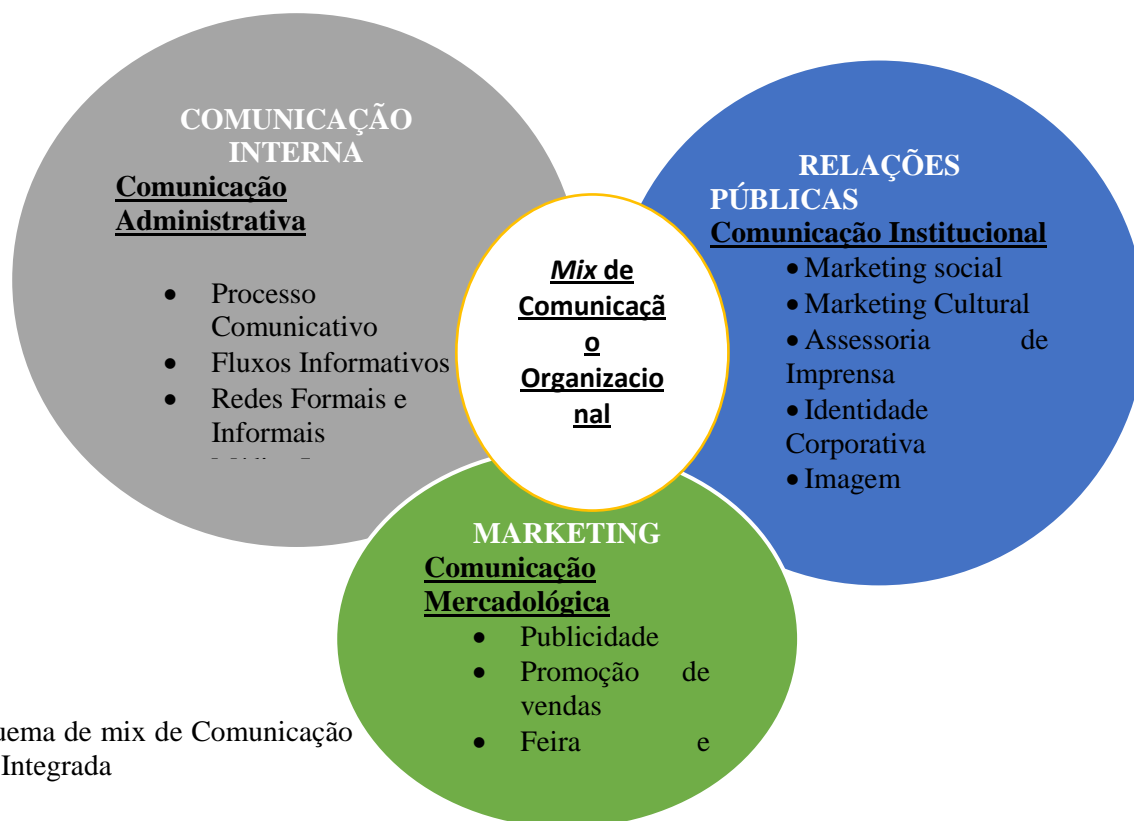 COMUNICAÇÃO
INTERNA
Comunicação
Administrativa
• Processo
Comunicativo
• Fluxos Informativos
• Redes Formais e
Informais
Mix de
Comunicaçã
o
Organizacio
nal
RELAÇÕES
PÚBLICAS
Comunicação Institucional
• Marketing social
• Marketing Cultural
• Assessoria de
Imprensa
• Identidade
Corporativa
• Imagem
MARKETING
Comunicação
Mercadológica
• Publicidade
• Promoção de
vendas
• Feira e
de mix de Comunicação
Integrada